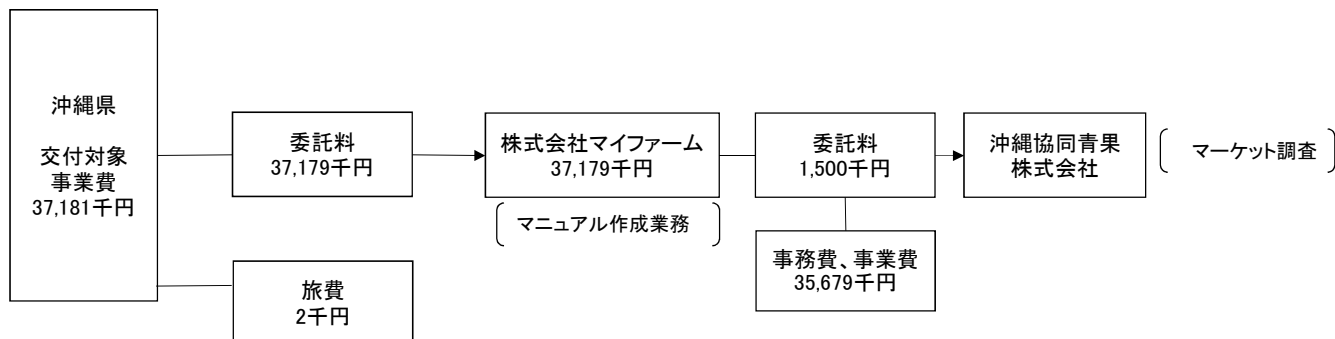 沖縄県
交付対象
事業費
37,181千円
委託料
37,179千円
旅費
2千円
株式会社マイファーム
37,179千円
マニュアル作成業務
委託料
1,500千円
事務費、事業費
35,679千円
沖縄協同青果
株式会社
マーケット調査